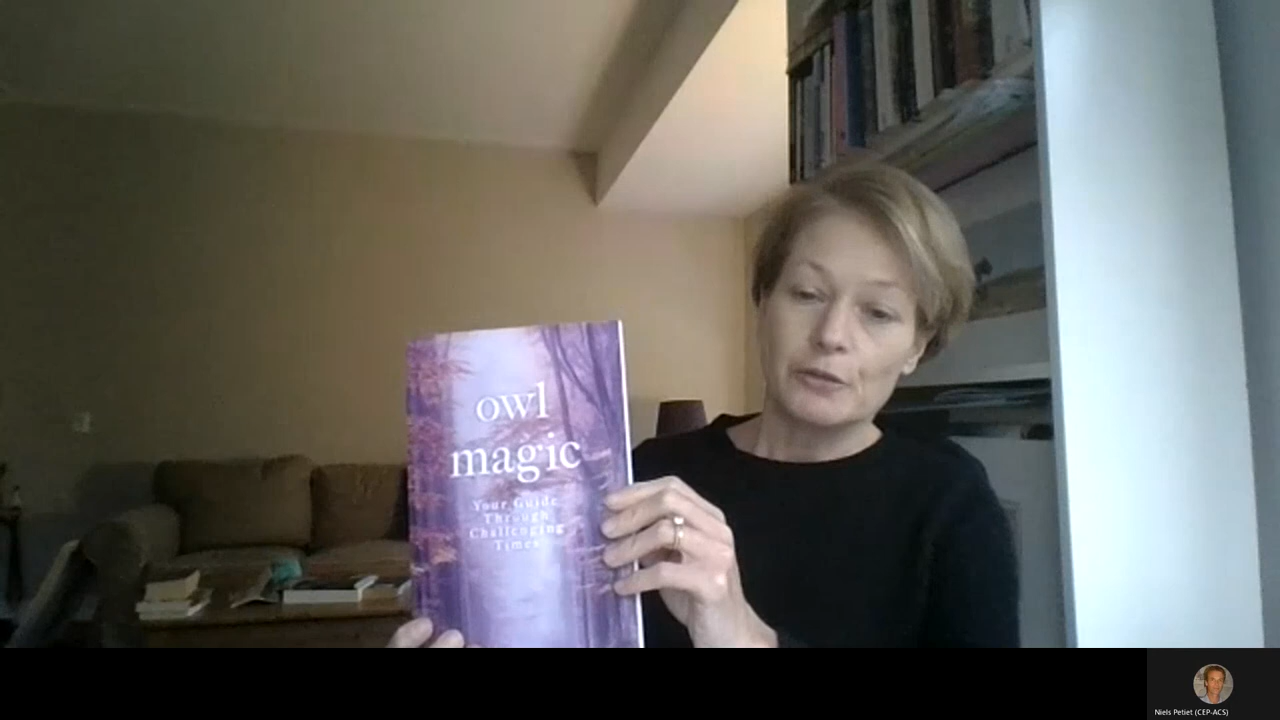 owl
magic
Your Guide
Through
Challenging
Times
Niels Petiet (CEP-ACS)